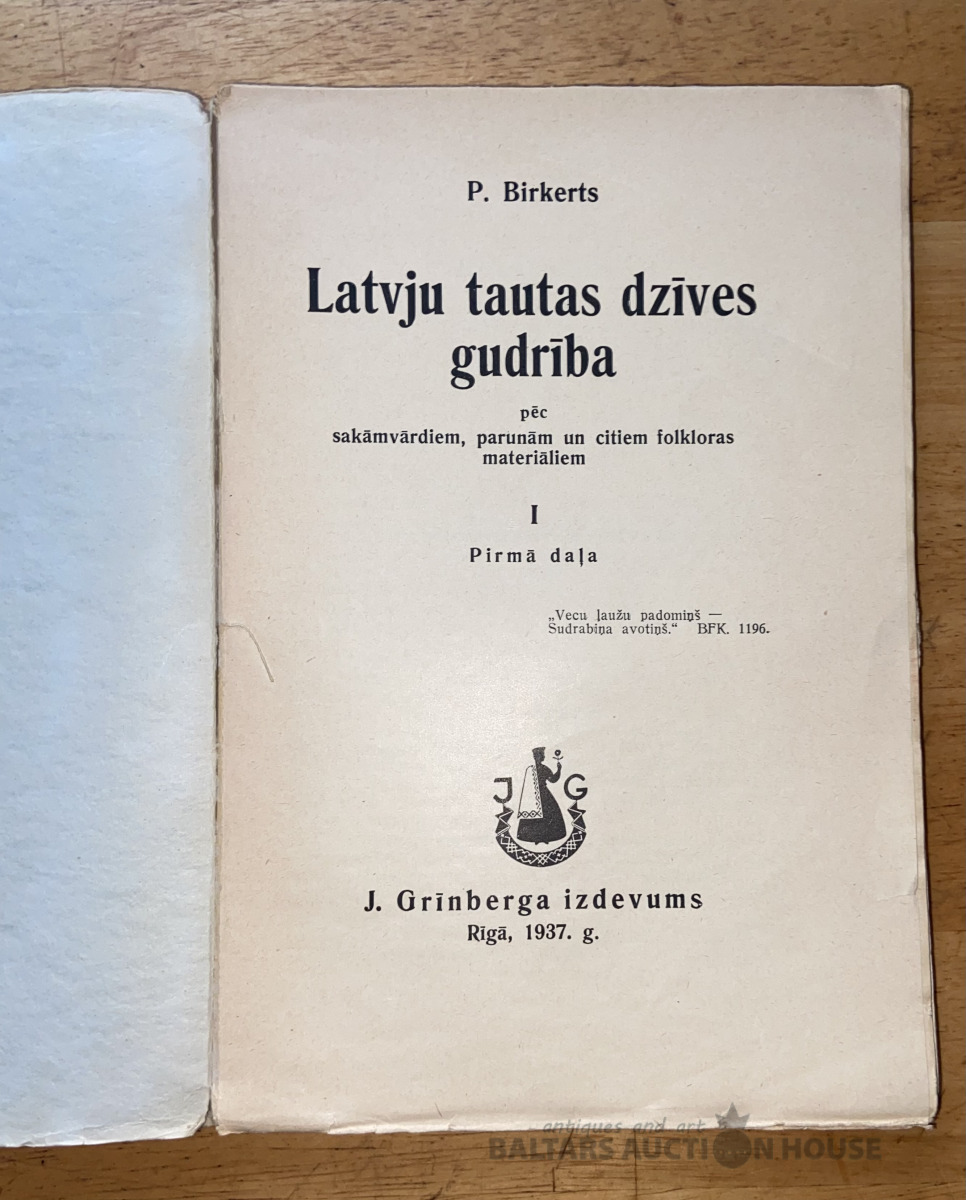 P. Birkerts
Latvju tautas dzīves
gudrība
pēc
sakāmvārdiem, parunām un citiem folkloras
materiāliem
I
Pirmā daļa
„Vecu ļaužu padomiņš —
Sudrabiņa avotiņš.“ BFK. 1196.
J G
J. Grīnberga izdevums
Rīgā, 1937. g.
antiques and art
BALTARS AUCTION HOUSE